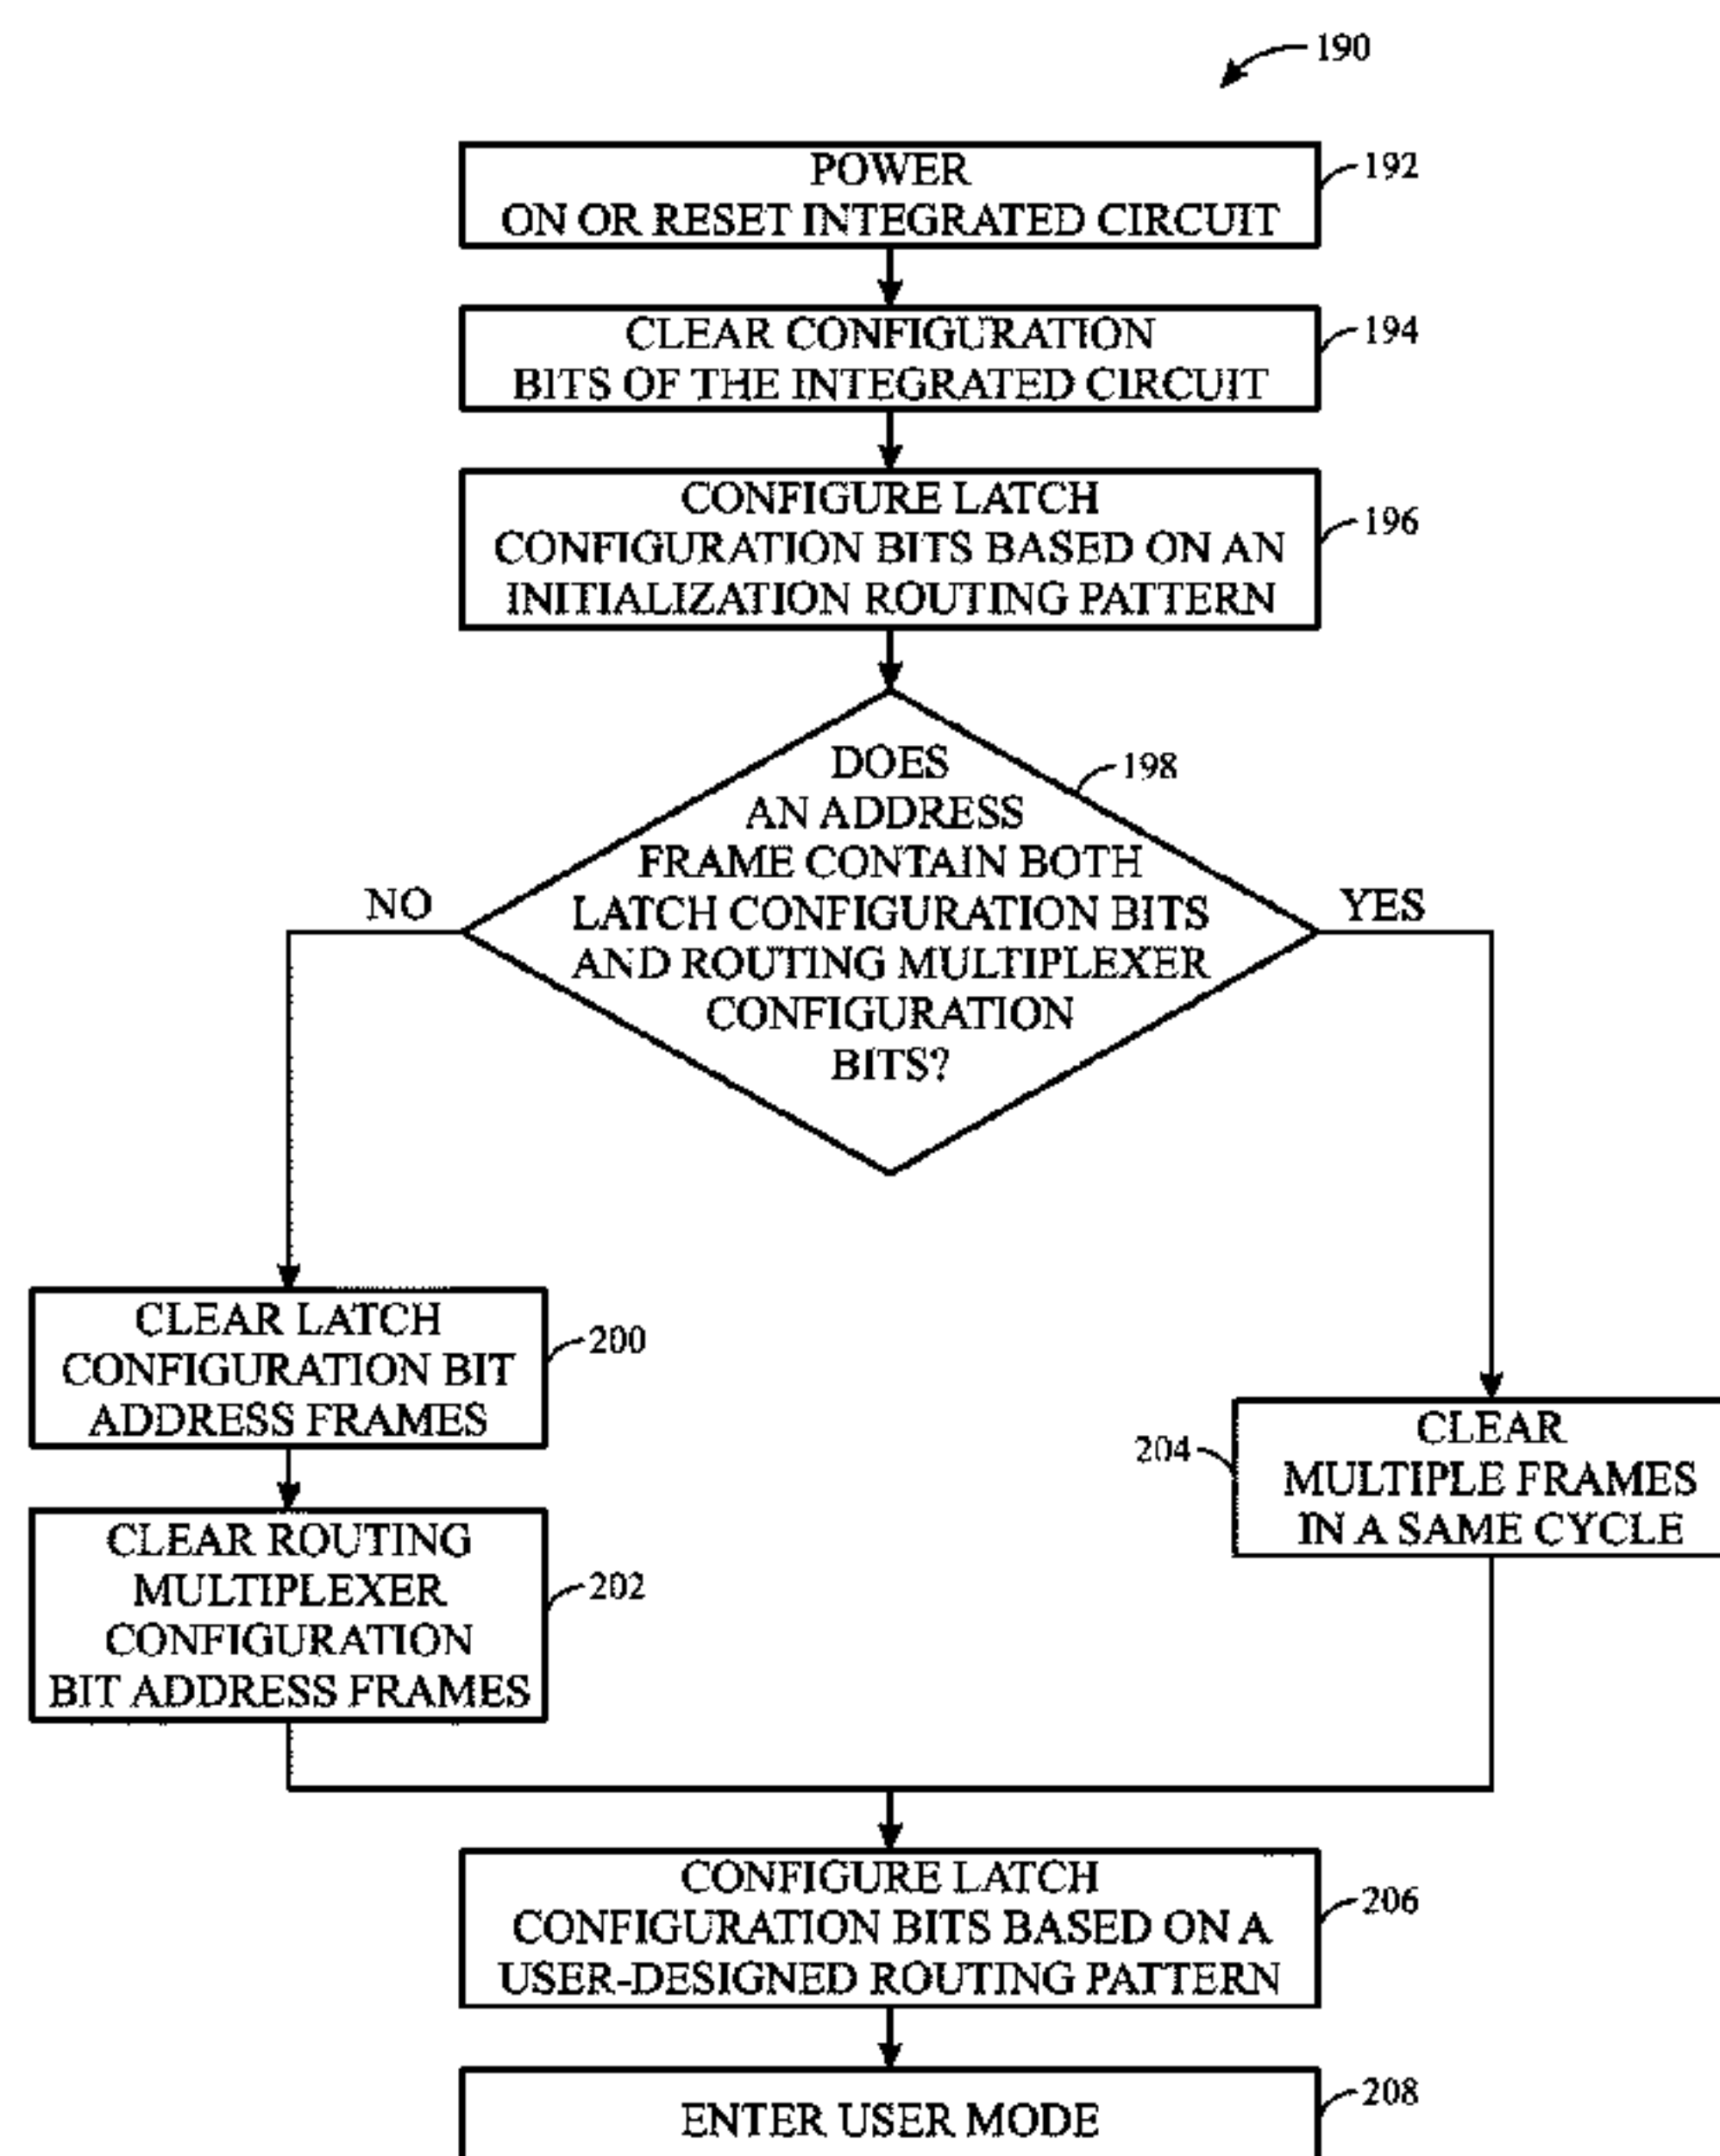 190
POWER
ON OR RESET INTEGRATED CIRCUIT
192
CLEAR CONFIGURATION
BITS OF THE INTEGRATED CIRCUIT
194
CONFIGURE LATCH
CONFIGURATION BITS BASED ON AN
INITIALIZATION ROUTING PATTERN
196
DOES
AN ADDRESS
FRAME CONTAIN BOTH
LATCH CONFIGURATION BITS
AND ROUTING MULTIPLEXER
CONFIGURATION
BITS?
198
NO
YES
CLEAR LATCH
CONFIGURATION BIT
ADDRESS FRAMES
200
CLEAR ROUTING
MULTIPLEXER
CONFIGURATION
BIT ADDRESS FRAMES
202
204
CLEAR
MULTIPLE FRAMES
IN A SAME CYCLE
CONFIGURE LATCH
CONFIGURATION BITS BASED ON A
USER-DESIGNED ROUTING PATTERN
206
ENTER USER MODE
208